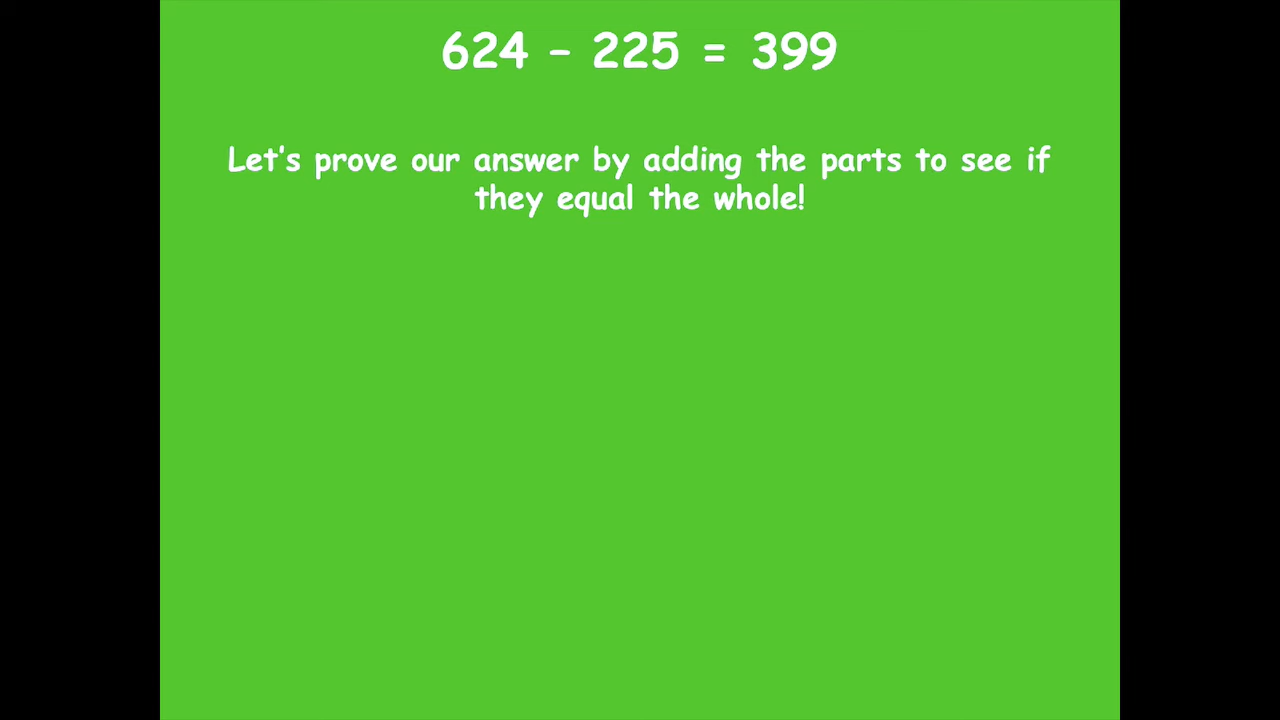 624 – 225 = 399
Let's prove our answer by adding the parts to see if
they equal the whole!